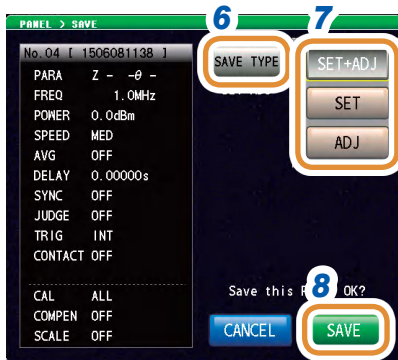 PANEL > SAVE
6
7
No. 04 [ 1506081138 ]
PARA Z - -θ -
FREQ 1.0MHz
POWER 0.0dBm
SPEED MED
AVG OFF
DELAY 0.00000s
SYNC OFF
JUDGE OFF
TRIG INT
CONTACT OFF
CAL ALL
COMPEN OFF
SCALE OFF
SAVE TYPE
SET+ADJ
SET
ADJ
8
Save this OK?
CANCEL
SAVE